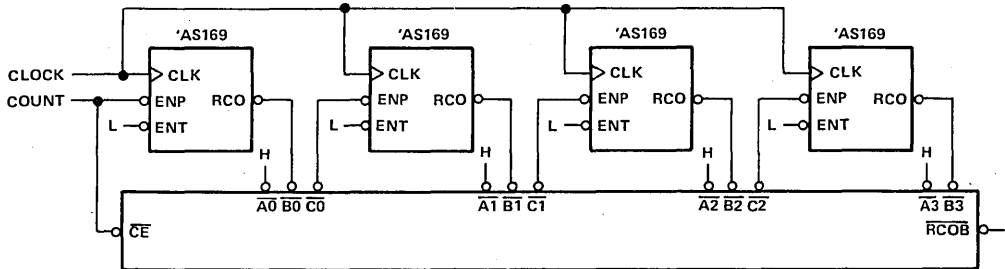 'AS169 'AS169 'AS169 'AS169
CLOCK CLK CLK CLK CLK
COUNT ENP RCO ENP RCO ENP RCO ENP RCO
L ENT L ENT L ENT L ENT
H H H H
A0 B0 C0 A1 B1 C1 A2 B2 C2 A3 B3
CE RCOB